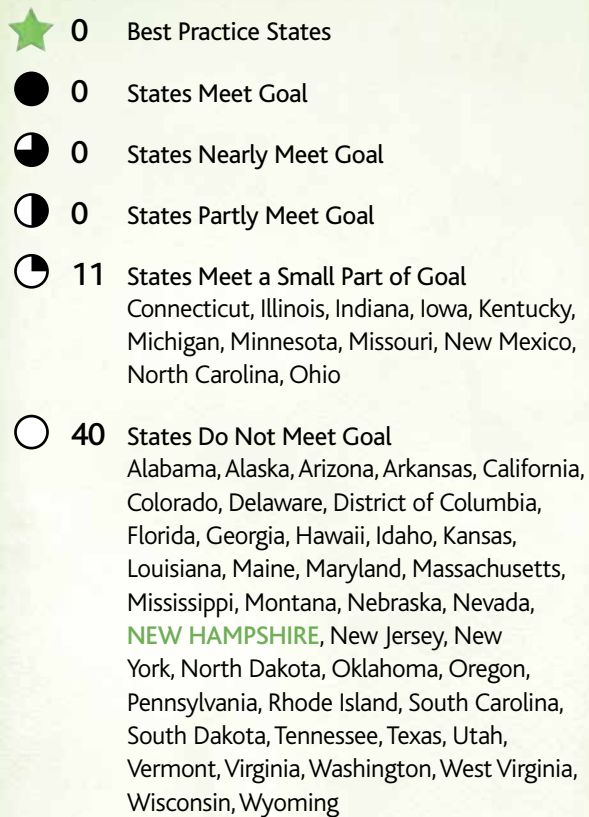 0 Best Practice States
0 States Meet Goal
0 States Nearly Meet Goal
0 States Partly Meet Goal
11 States Meet a Small Part of Goal
Connecticut, Illinois, Indiana, Iowa, Kentucky,
Michigan, Minnesota, Missouri, New Mexico,
North Carolina, Ohio
40 States Do Not Meet Goal
Alabama, Alaska, Arizona, Arkansas, California,
Colorado, Delaware, District of Columbia,
Florida, Georgia, Hawaii, Idaho, Kansas,
Louisiana, Maine, Maryland, Massachusetts,
Mississippi, Montana, Nebraska, Nevada,
NEW HAMPSHIRE, New Jersey, New
York, North Dakota, Oklahoma, Oregon,
Pennsylvania, Rhode Island, South Carolina,
South Dakota, Tennessee, Texas, Utah,
Vermont, Virginia, Washington, West Virginia,
Wisconsin, Wyoming